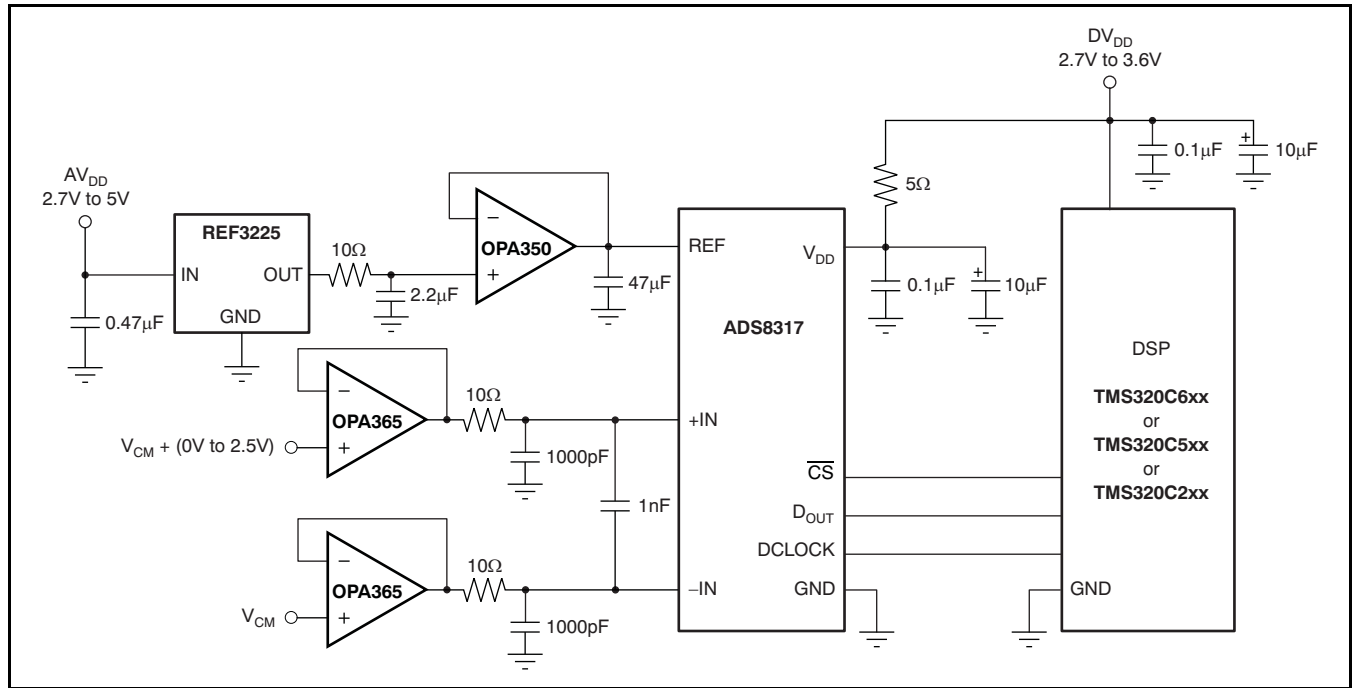 DV_DD
2.7V to 3.6V
0.1μF
+
10μF
AV_DD
2.7V to 5V
0.47μF
REF3225
IN
OUT
GND
10Ω
2.2μF
−
OPA350
+
47μF
5Ω
0.1μF
+
10μF
REF
V_DD
ADS8317
+IN
CS
D_OUT
DCLOCK
−IN
GND
−
OPA365
+
V_CM + (0V to 2.5V)
10Ω
1000pF
1nF
−
OPA365
+
V_CM
10Ω
1000pF
DSP
TMS320C6xx
or
TMS320C5xx
or
TMS320C2xx
GND